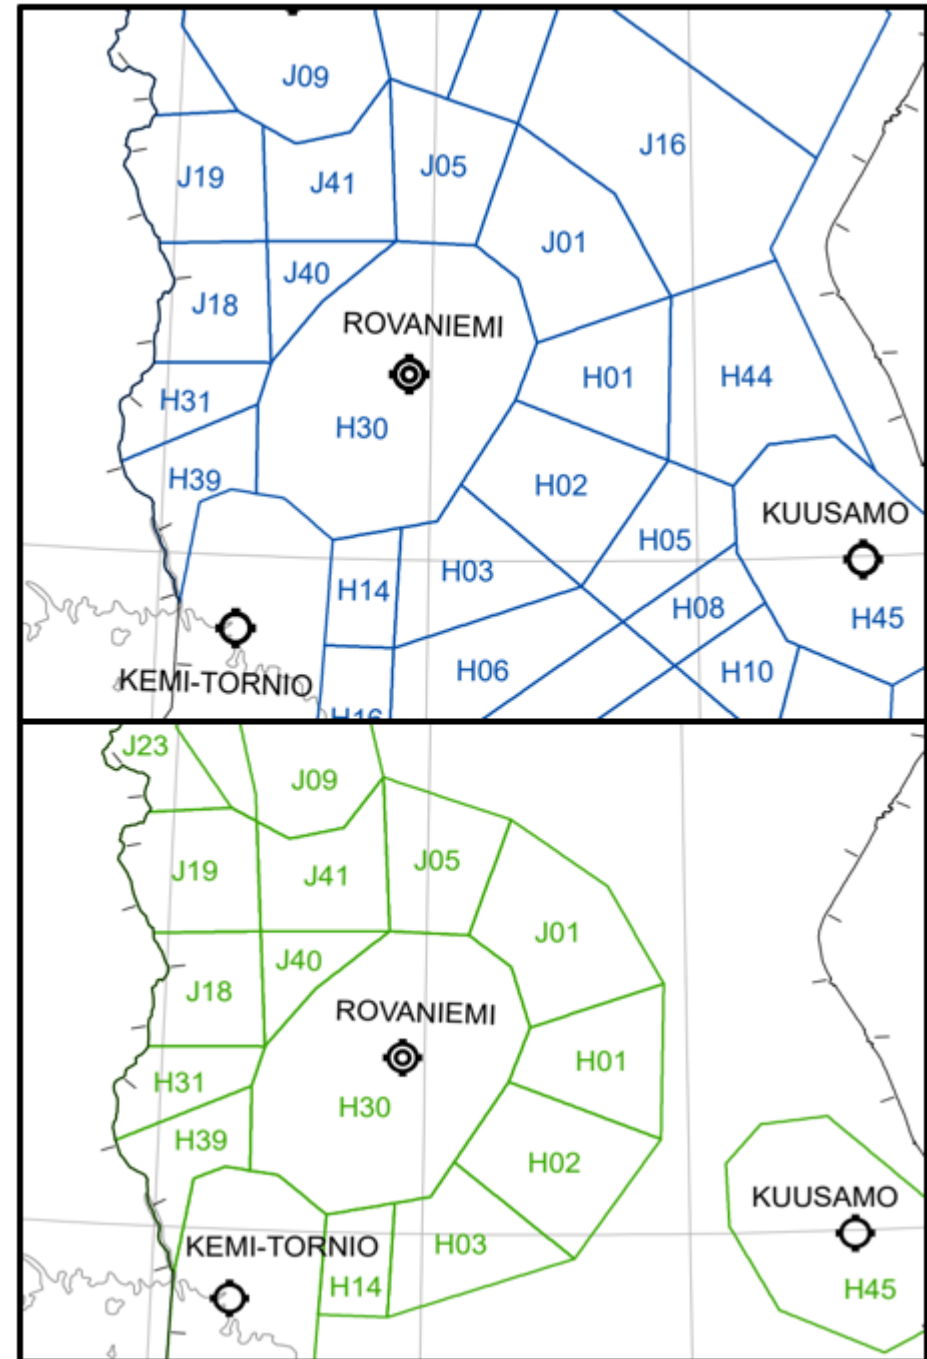 J09
J16
J19
J41
J05
J01
J40
J18
ROVANIEMI
H01
H44
H31
H30
H39
H02
KUUSAMO
H05
H03
H14
H08
H45
H06
H10
KEMI-TORNIO
H16
J23
J09
J19
J41
J05
J01
J40
J18
ROVANIEMI
H01
H31
H30
H39
H02
KUUSAMO
KEMI-TORNIO
H03
H14
H45